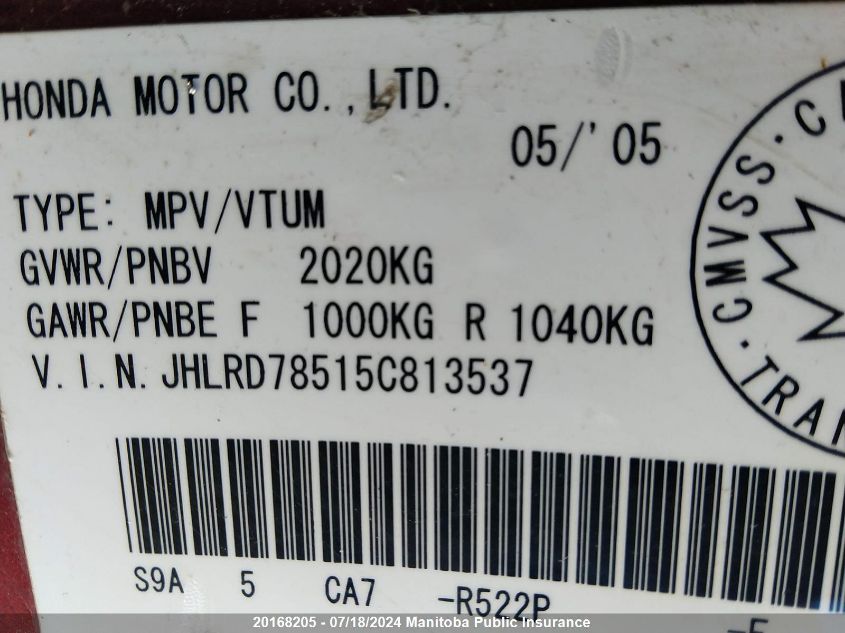 HONDA MOTOR CO.,LTD.
05/'05
TYPE: MPV/VTUM
GVWR/PNBV 2020KG
GAWR/PNBE F 1000KG R 1040KG
V.I.N. JHLRD78515C813537
CMVSS
S9A 5 CA7 -R522P
20168205 - 07/18/2024 Manitoba Public Insurance